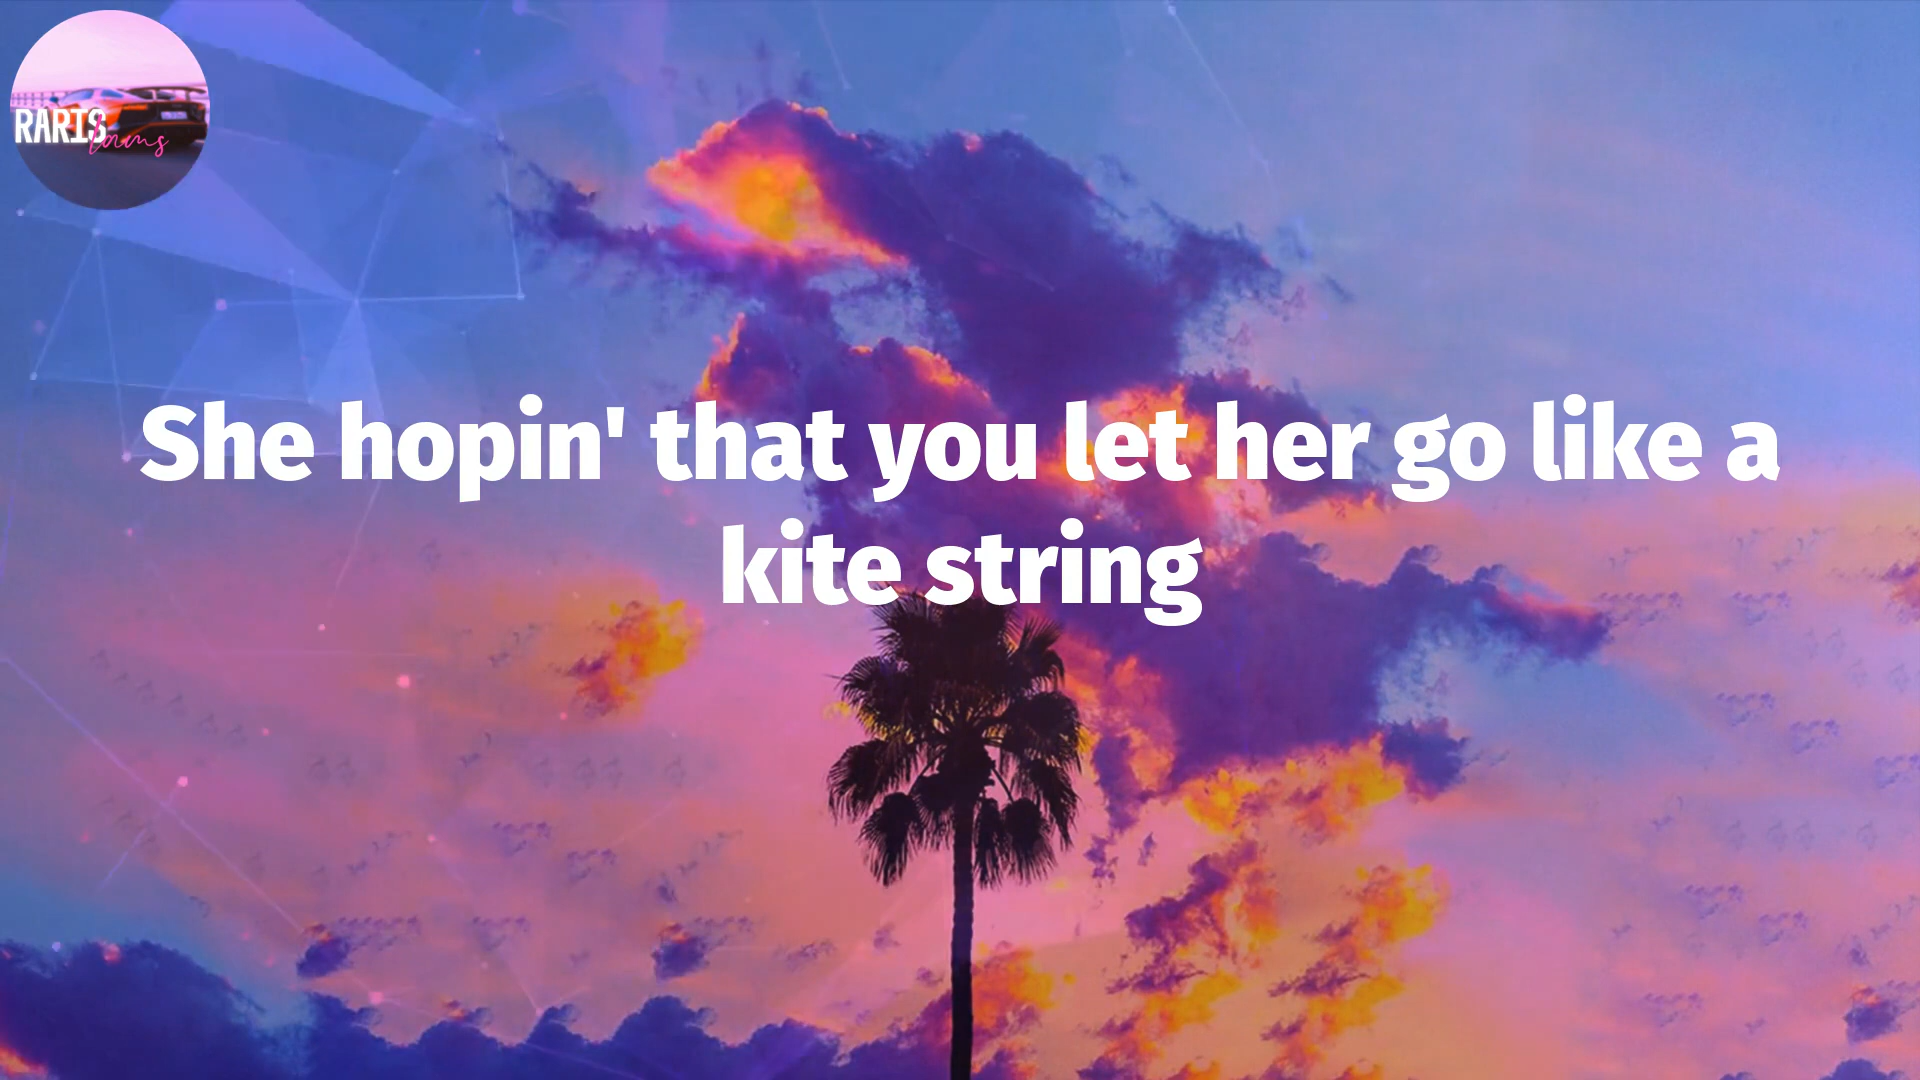 RARIS
She hopin' that you let her go like a
kite string